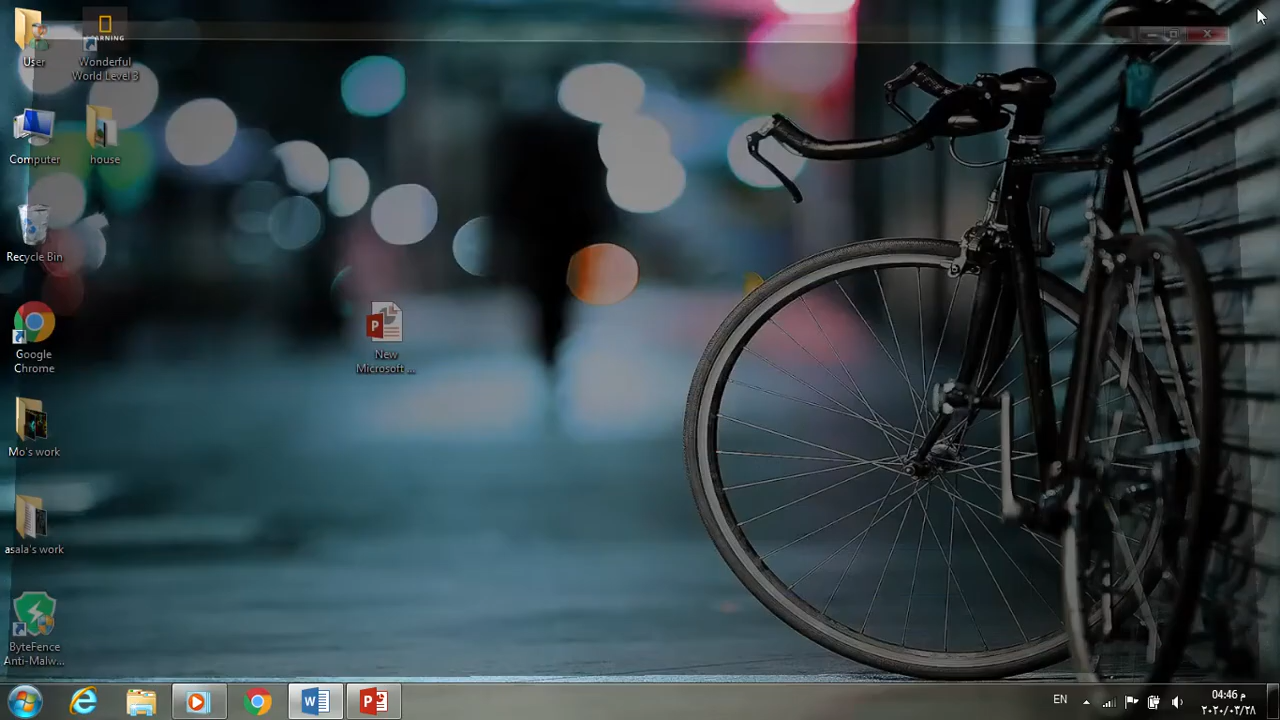 User
LEARNING
Wonderful
World Level 3
Computer
house
Recycle Bin
Google
Chrome
New
Microsoft ...
Mo's work
asala's work
ByteFence
Anti-Malw...
EN
04:46 م
٢٠٢٠/٠٣/٢٨